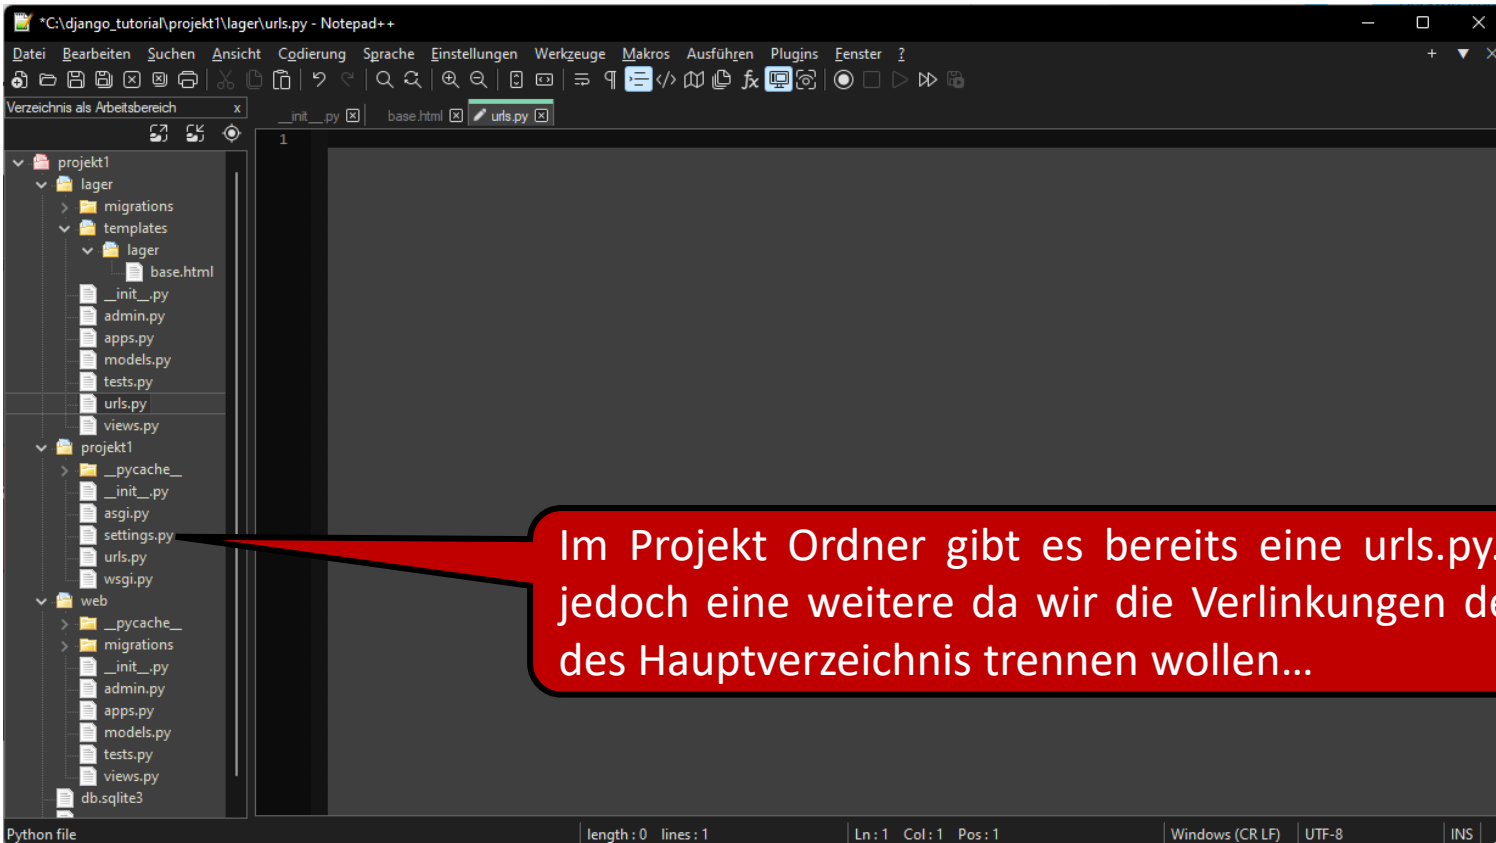 *C:\django_tutorial\projekt1\lager\urls.py - Notepad++
Datei Bearbeiten Suchen Ansicht Codierung Sprache Einstellungen Werkzeuge Makros Ausführen Plugins Fenster ?
Verzeichnis als Arbeitsbereich x
__init__.py base.html urls.py
1
projekt1
lager
migrations
templates
lager
base.html
__init__.py
admin.py
apps.py
models.py
tests.py
urls.py
views.py
projekt1
__pycache__
__init__.py
asgi.py
settings.py
urls.py
wsgi.py
web
__pycache__
migrations
__init__.py
admin.py
apps.py
models.py
tests.py
views.py
db.sqlite3
Im Projekt Ordner gibt es bereits eine urls.py.
jedoch eine weitere da wir die Verlinkungen de
des Hauptverzeichnis trennen wollen...
Python file length : 0 lines : 1 Ln : 1 Col : 1 Pos : 1 Windows (CR LF) UTF-8 INS